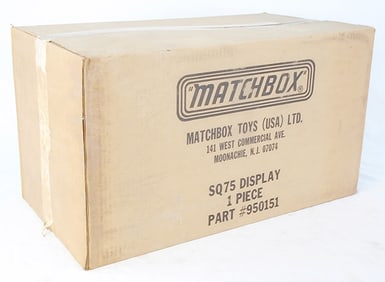 "MATCHBOX"®
MATCHBOX TOYS (USA) LTD.
141 WEST COMMERCIAL AVE.
MOONACHIE, N.J. 07074
SQ75 DISPLAY
1 PIECE
PART #950151